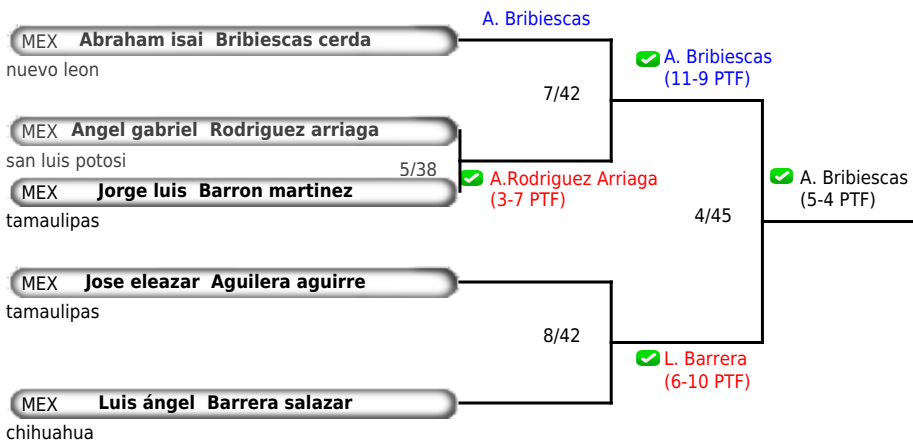 A. Bribiescas
MEX Abraham isai Bribiescas cerda
nuevo leon
A. Bribiescas
(11-9 PTF)
7/42
MEX Angel gabriel Rodriguez arriaga
san luis potosi
5/38
A.Rodriguez Arriaga
(3-7 PTF)
MEX Jorge luis Barron martinez
tamaulipas
A. Bribiescas
(5-4 PTF)
4/45
MEX Jose eleazar Aguilera aguirre
tamaulipas
8/42
L. Barrera
(6-10 PTF)
MEX Luis ángel Barrera salazar
chihuahua